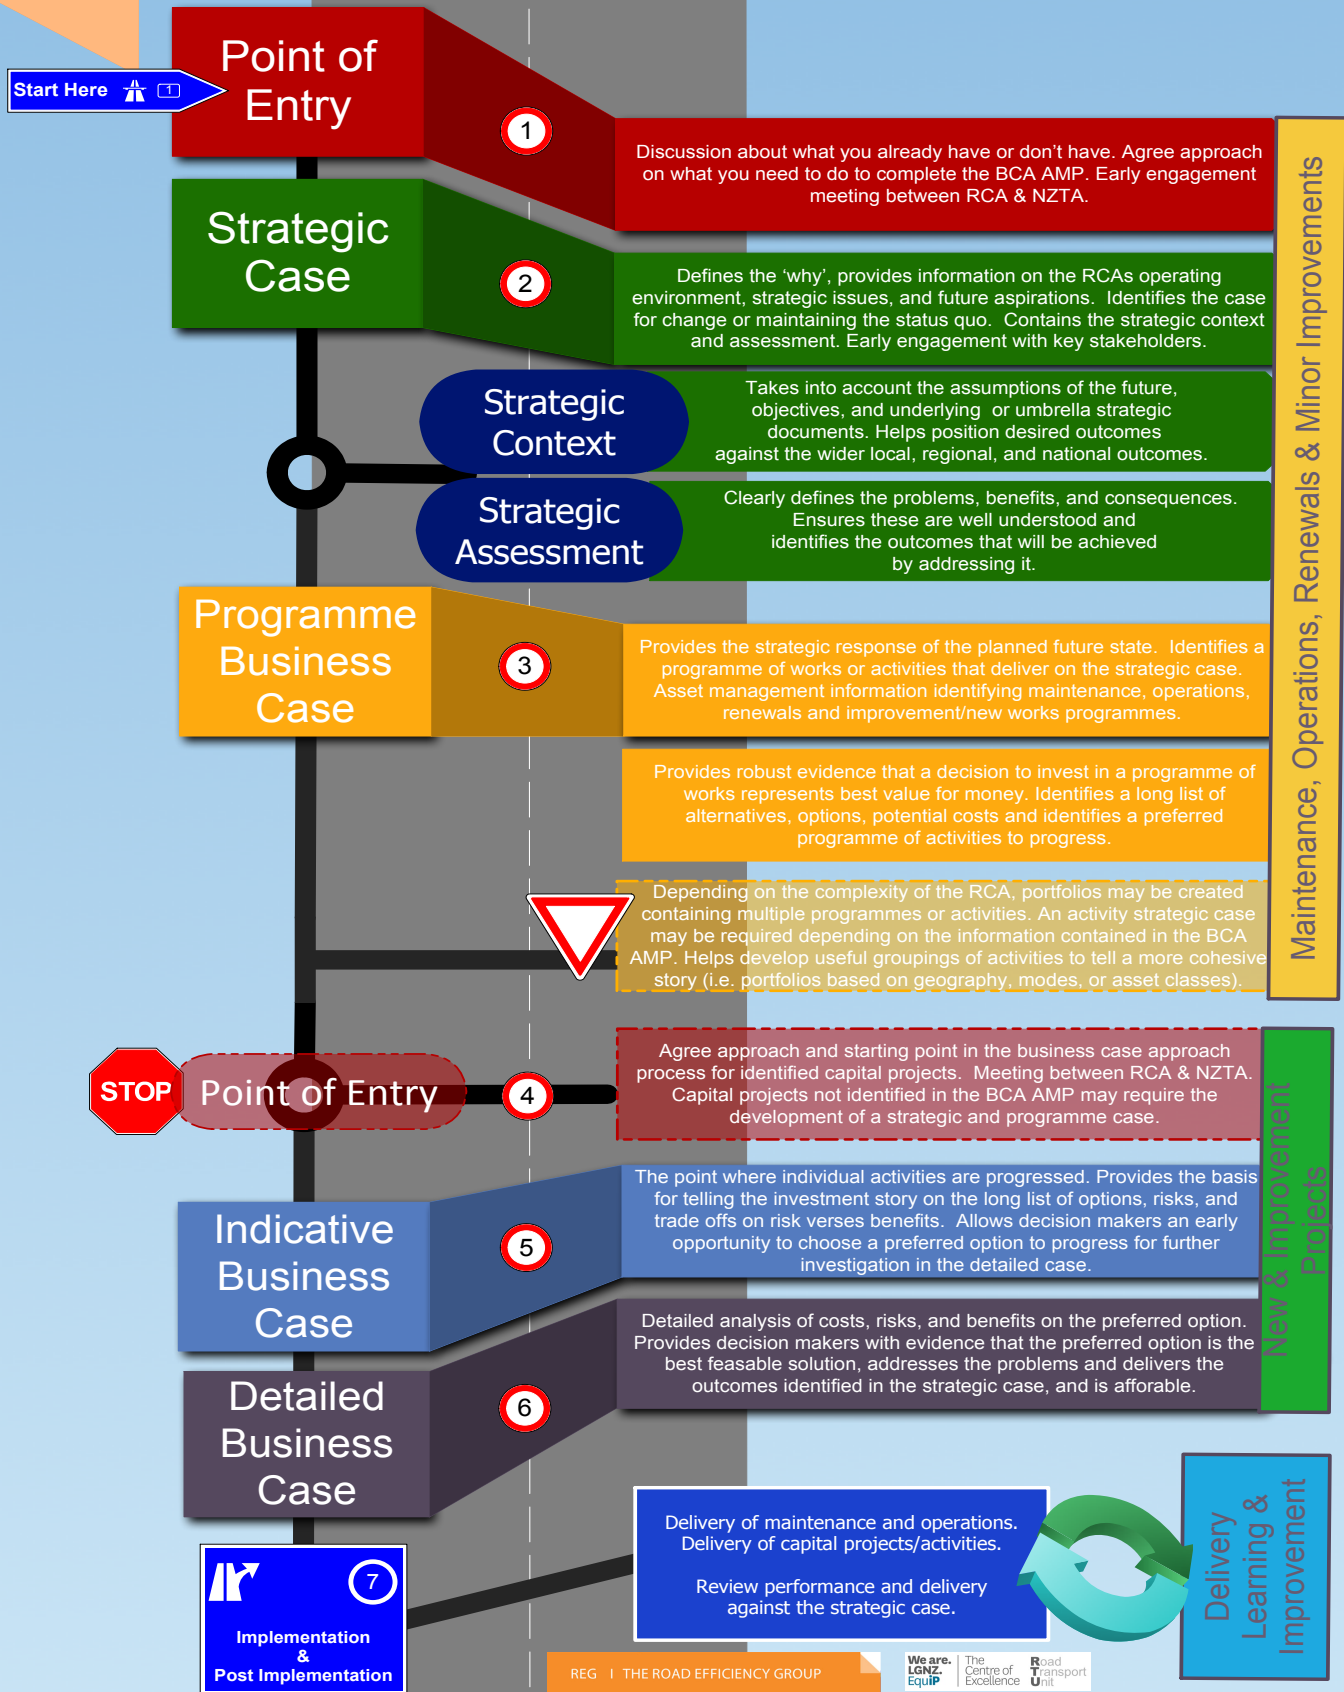 Start Here
1
Point of
Entry
1
Discussion about what you already have or don't have. Agree approach
on what you need to do to complete the BCA AMP. Early engagement
meeting between RCA & NZTA.
Strategic
Case
2
Defines the 'why', provides information on the RCAs operating
environment, strategic issues, and future aspirations.  Identifies the case
for change or maintaining the status quo.  Contains the strategic context
and assessment. Early engagement with key stakeholders.
Strategic
Context
Takes into account the assumptions of the future,
objectives, and underlying  or umbrella strategic
documents. Helps position desired outcomes
against the wider local, regional, and national outcomes.
Strategic
Assessment
Clearly defines the problems, benefits, and consequences.
Ensures these are well understood and
identifies the outcomes that will be achieved
by addressing it.
Programme
Business
Case
3
Provides the strategic response of the planned future state.  Identifies a
programme of works or activities that deliver on the strategic case.
Asset management information identifying maintenance, operations,
renewals and improvement/new works programmes.
Provides robust evidence that a decision to invest in a programme of
works represents best value for money. Identifies a long list of
alternatives, options, potential costs and identifies a preferred
programme of activities to progress.
Depending on the complexity of the RCA, portfolios may be created
containing multiple programmes or activities. An activity strategic case
may be required depending on the information contained in the BCA
AMP. Helps develop useful groupings of activities to tell a more cohesive
story (i.e. portfolios based on geography, modes, or asset classes).
Maintenance, Operations, Renewals & Minor Improvements
STOP
Point of Entry
4
Agree approach and starting point in the business case approach
process for identified capital projects.  Meeting between RCA & NZTA.
Capital projects not identified in the BCA AMP may require the
development of a strategic and programme case.
Indicative
Business
Case
5
The point where individual activities are progressed. Provides the basis
for telling the investment story on the long list of options, risks, and
trade offs on risk verses benefits.  Allows decision makers an early
opportunity to choose a preferred option to progress for further
investigation in the detailed case.
Detailed
Business
Case
6
Detailed analysis of costs, risks, and benefits on the preferred option.
Provides decision makers with evidence that the preferred option is the
best feasable solution, addresses the problems and delivers the
outcomes identified in the strategic case, and is afforable.
New & Improvement
Projects
7
Implementation
&
Post Implementation
Delivery of maintenance and operations.
Delivery of capital projects/activities.
Review performance and delivery
against the strategic case.
Delivery
Learning &
Improvement
REG | THE ROAD EFFICIENCY GROUP
We are.
LGNZ.
EquiP
The
Centre of
Excellence
Road
Transport
Unit